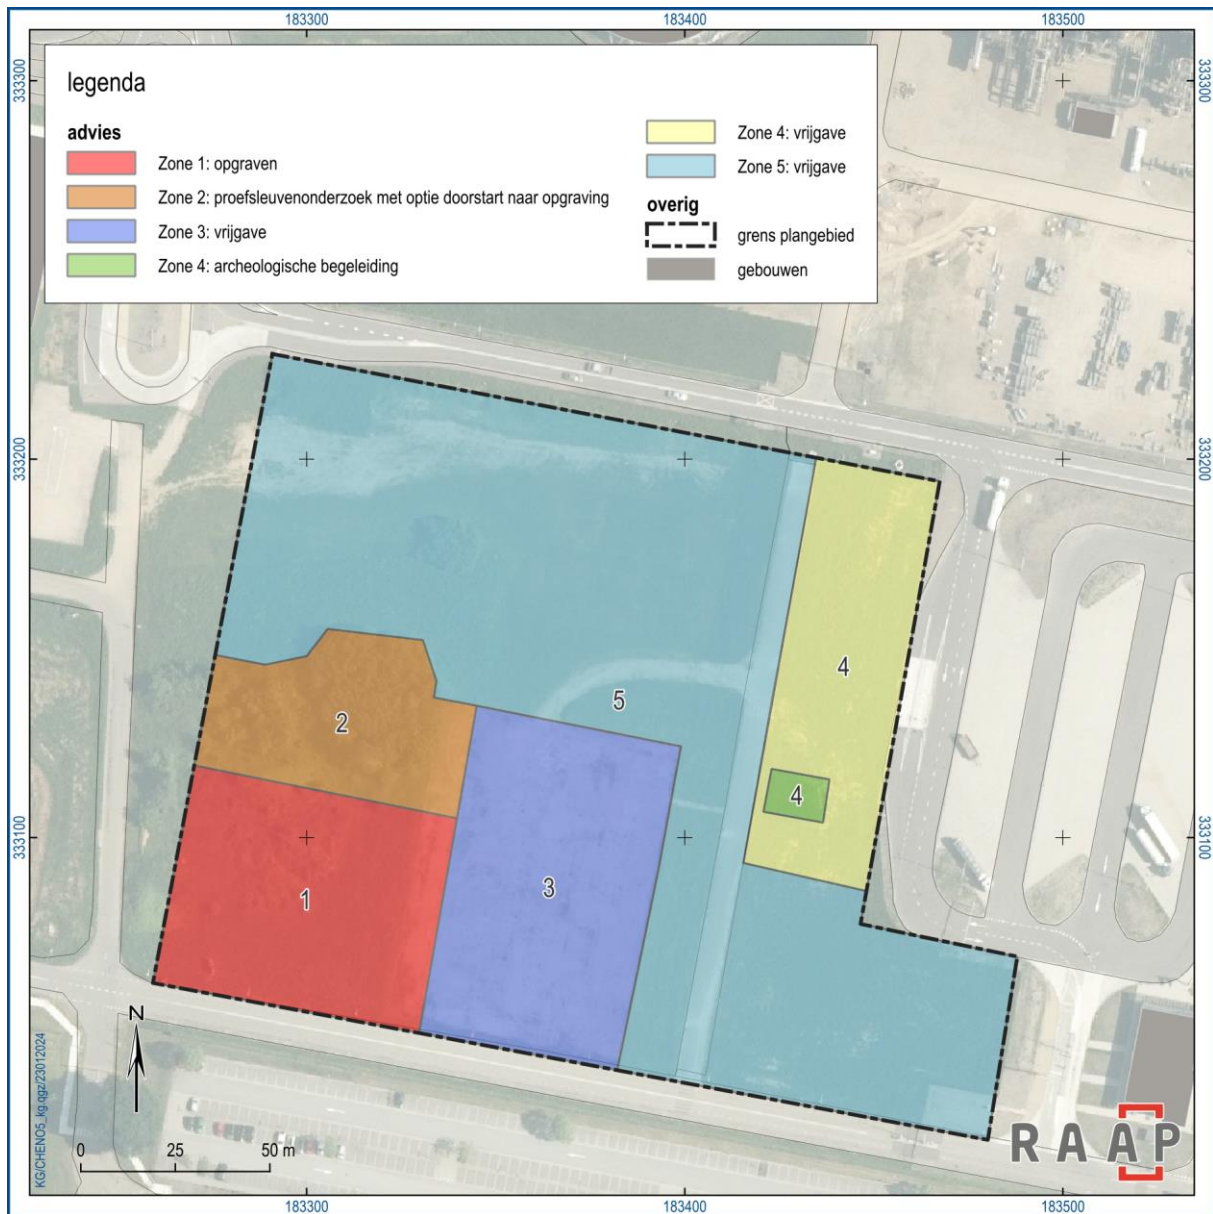 183300
183400
183500
333300
333300
legenda
advies
Zone 1: opgraven
Zone 2: proefsleuvenonderzoek met optie doorstart naar opgraving
Zone 3: vrijgave
Zone 4: archeologische begeleiding
Zone 4: vrijgave
Zone 5: vrijgave
overig
grens plangebied
gebouwen
333200
333200
4
5
2
4
333100
333100
3
1
N
KG/CHENO5_kg.qgz/23012024
0 25 50 m
RAAP
183300
183400
183500